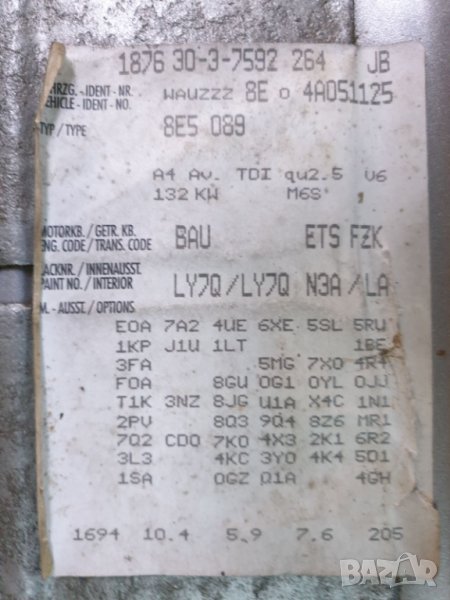 1876 30-3-7592 264 JB
HRZG.-IDENT-NR.
VEHICLE-IDENT-NO. WAUZZZ 8E 0 4A051125
TYP/TYPE 8E5 089
A4 Av. TDI qu2.5 V6
132 KW M6S
MOTORKB./GETR.KB.
ENG. CODE/TRANS. CODE BAU ETS FZK
LACKNR./INNENAUSST.
PAINT NO./INTERIOR LY7Q/LY7Q N3A/LA
M.-AUSST./OPTIONS
E0A 7A2 4UE 6XE 5SL 5RU
1KP J1U 1LT 1BE
3FA 5MG 7X0 4R4
F0A 8GU 0G1 0YL 0JJ
T1K 3NZ 8JG U1A X4C 1N1
2PV 8Q3 9Q4 8Z6 MR1
7Q2 CD0 7K0 4X3 2K1 6R2
3L3 4KC 3Y0 4K4 5D1
1SA 0GZ Q1A 4GH
1694 10.4 5.9 7.6 205
BAZAR